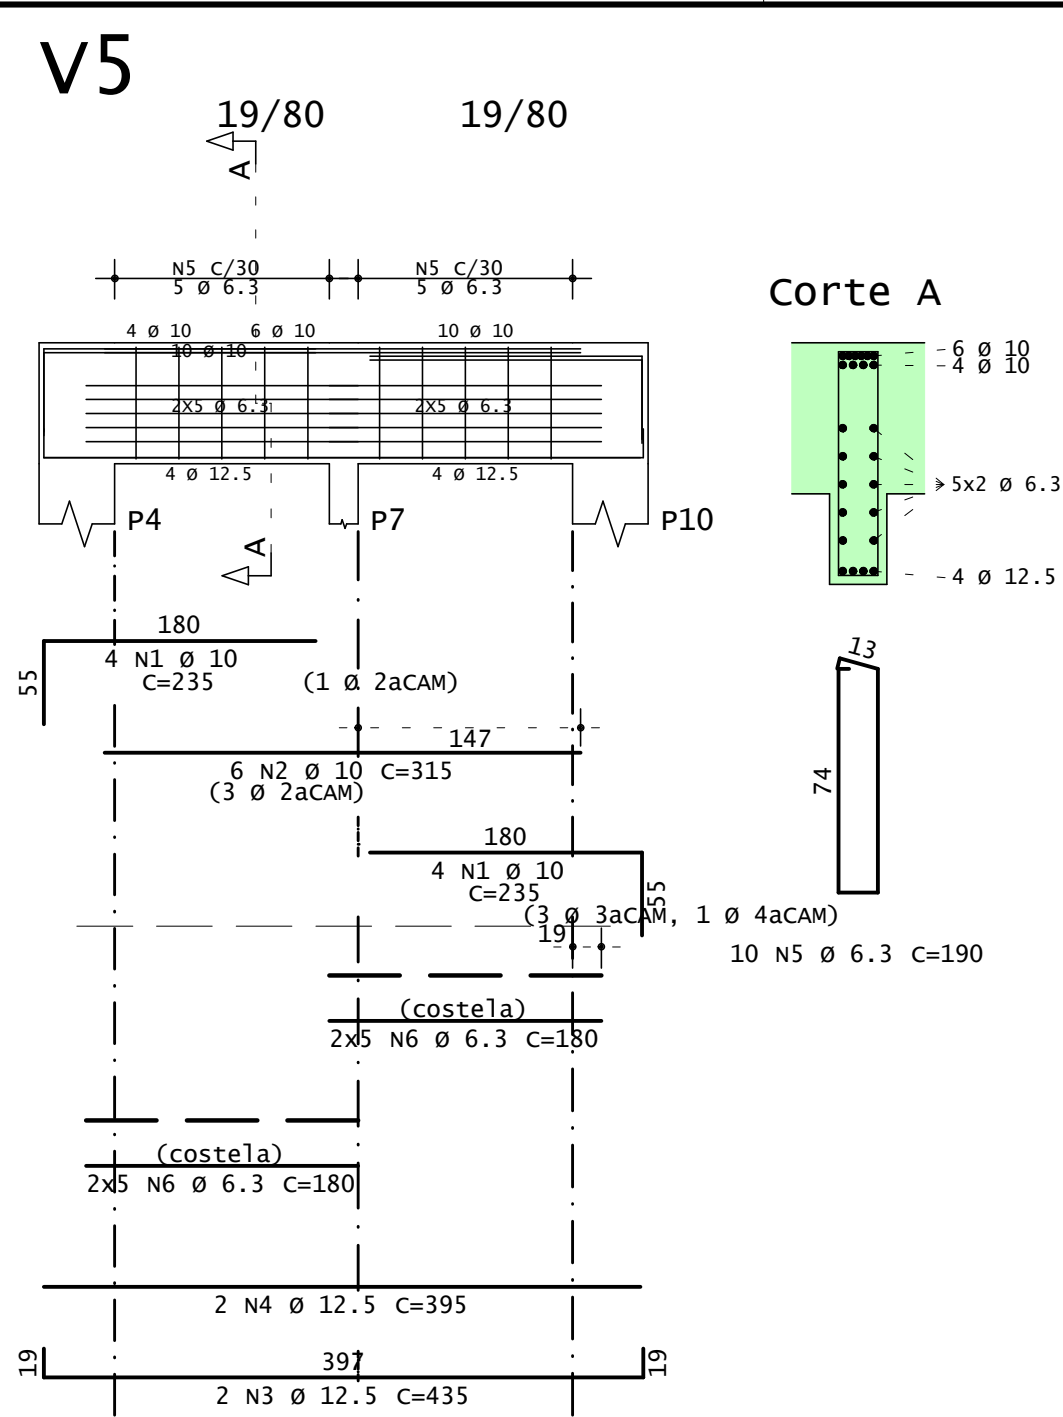 V5
19/80 19/80
A
N5 C/30 N5 C/30
5 Ø 6.3 5 Ø 6.3
Corte A
4 Ø 10 6 Ø 10 10 Ø 10
10 Ø 10
6 Ø 10
4 Ø 10
2X5 Ø 6.3 2X5 Ø 6.3
4 Ø 12.5 4 Ø 12.5
5x2 Ø 6.3
P4 P7 P10
A
4 Ø 12.5
180
4 N1 Ø 10
C=235
55
(1 Ø 2aCAM)
13
147
6 N2 Ø 10 C=315
(3 Ø 2aCAM)
74
180
4 N1 Ø 10
C=235
55
(3 Ø 3aCAM, 1 Ø 4aCAM)
19
10 N5 Ø 6.3 C=190
(costela)
2x5 N6 Ø 6.3 C=180
(costela)
2x5 N6 Ø 6.3 C=180
2 N4 Ø 12.5 C=395
19 397 19
2 N3 Ø 12.5 C=435